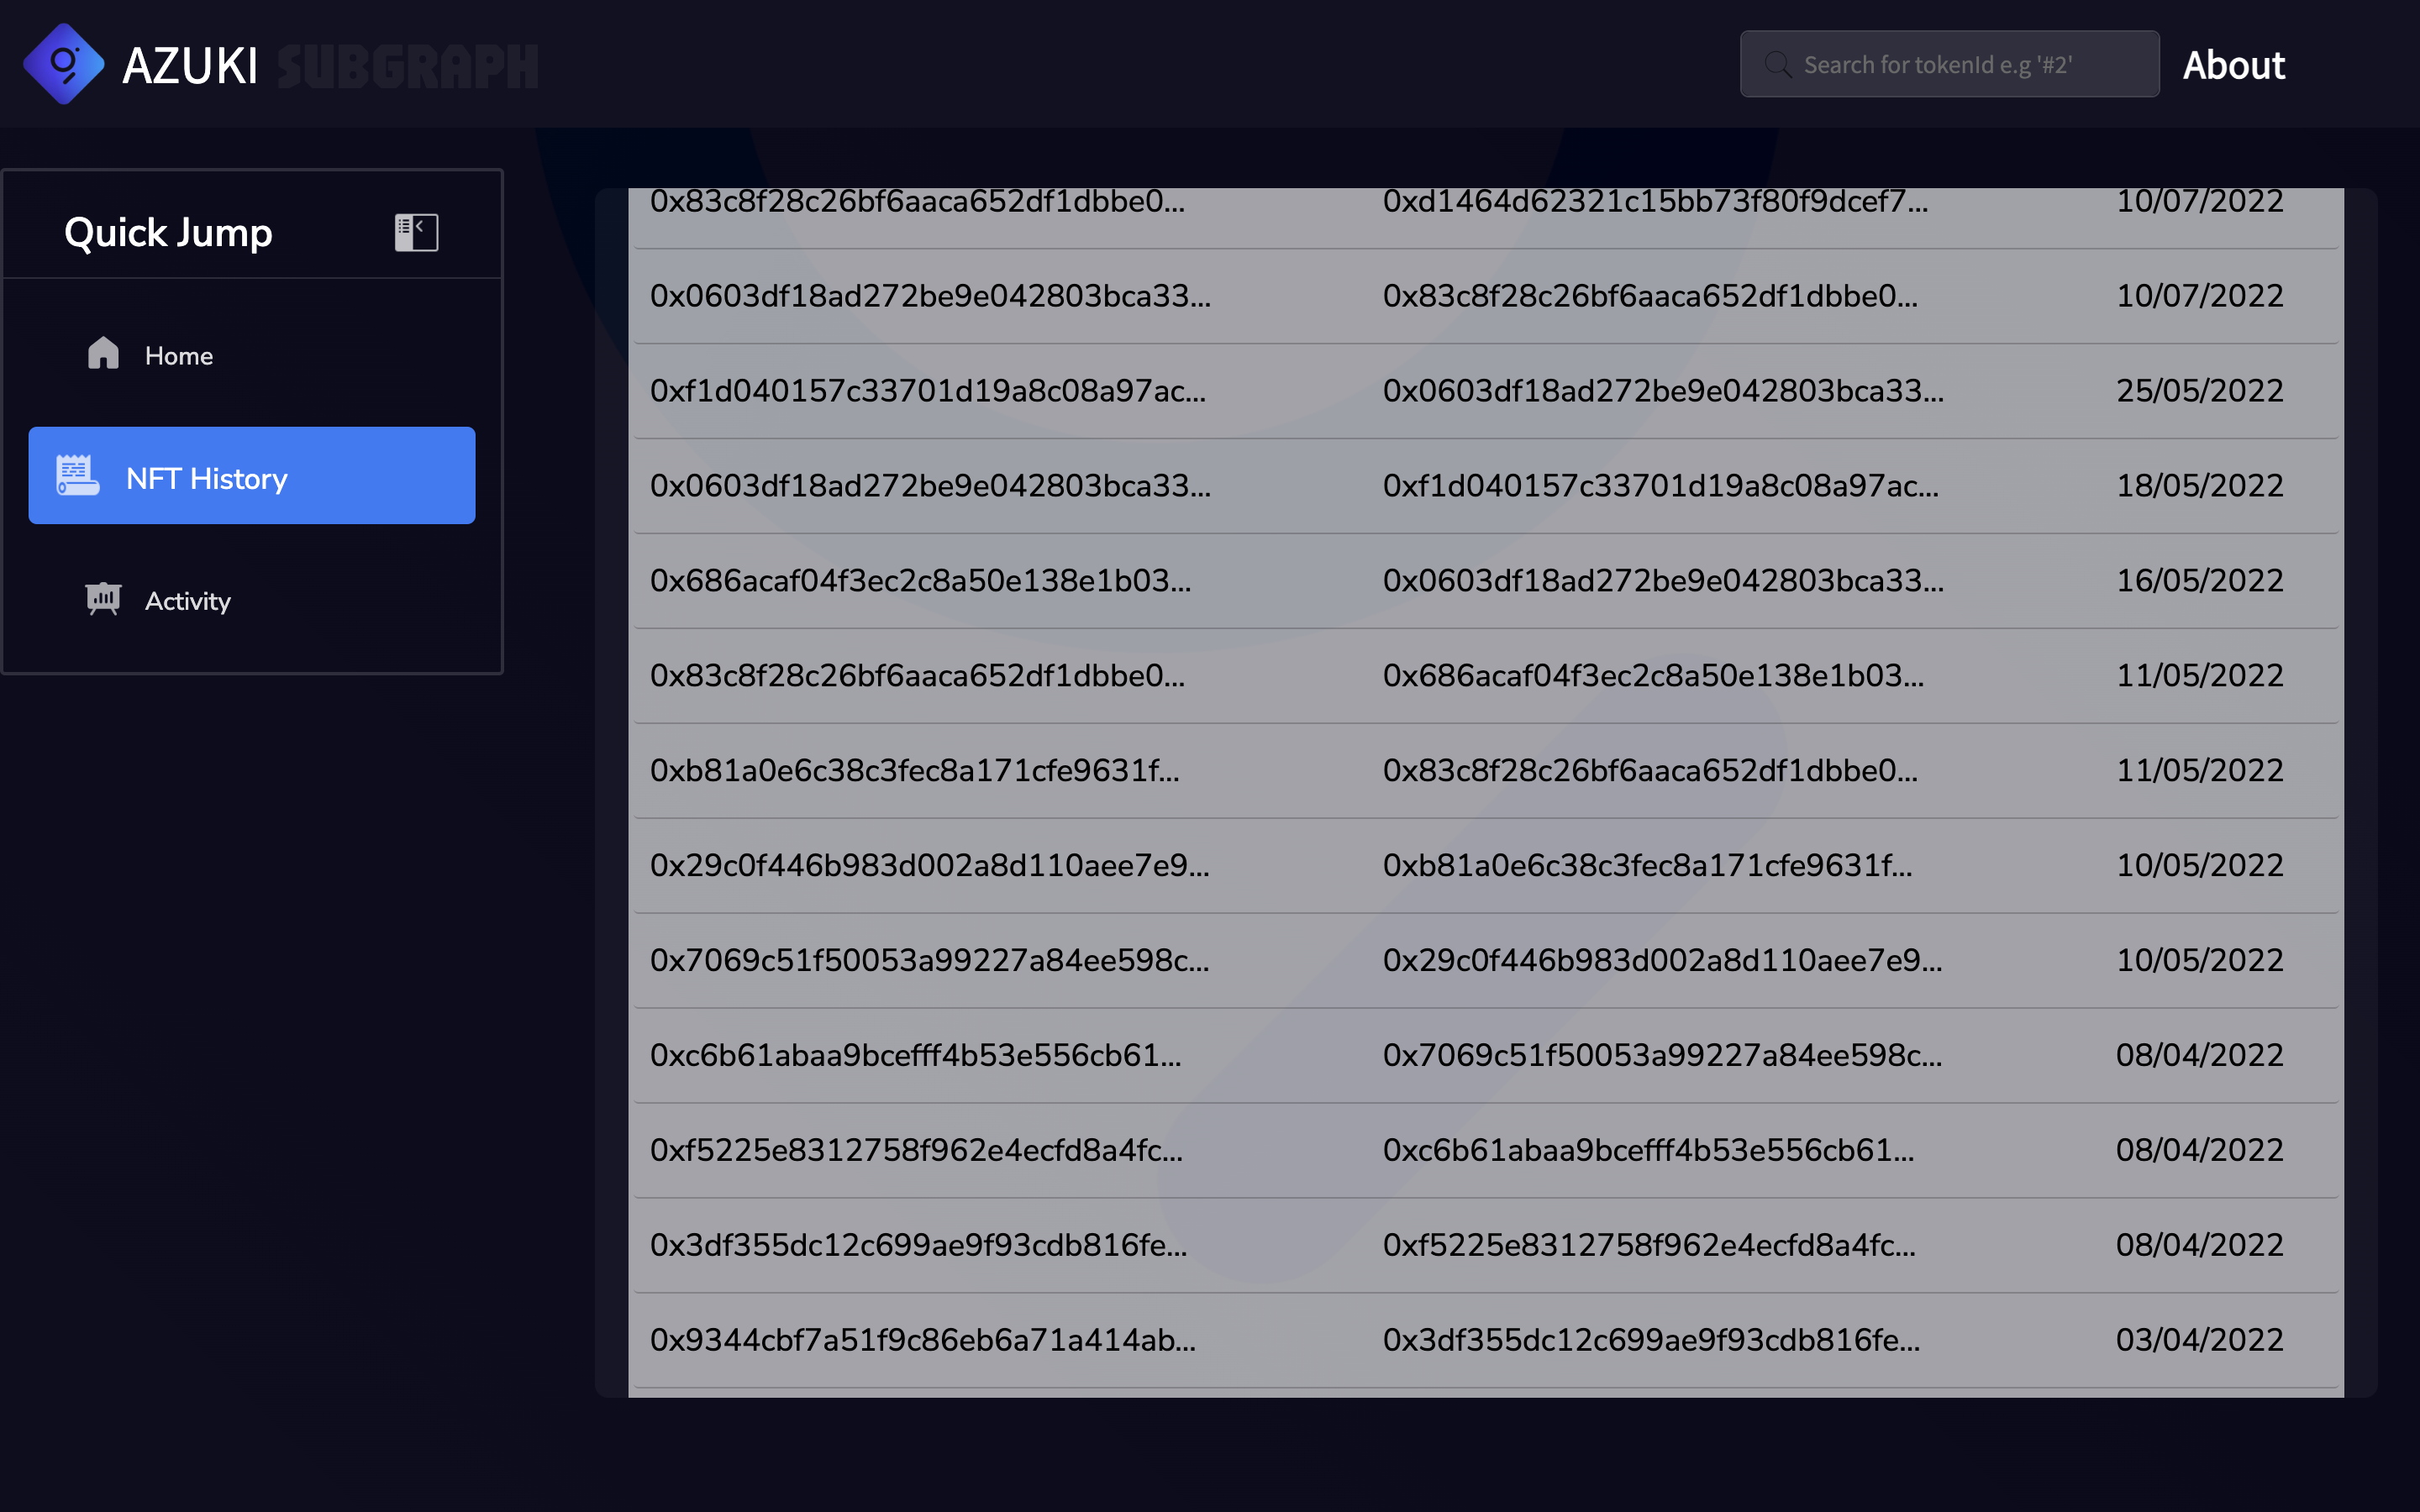 AZUKI SUBGRAPH
Search for tokenId e.g '#2'
About
Quick Jump
Home
NFT History
Activity
0x83c8f28c26bf6aaca652df1dbbe0... 0xd1464d62321c15bb73f80f9dcef7... 10/07/2022
0x0603df18ad272be9e042803bca33... 0x83c8f28c26bf6aaca652df1dbbe0... 10/07/2022
0xf1d040157c33701d19a8c08a97ac... 0x0603df18ad272be9e042803bca33... 25/05/2022
0x0603df18ad272be9e042803bca33... 0xf1d040157c33701d19a8c08a97ac... 18/05/2022
0x686acaf04f3ec2c8a50e138e1b03... 0x0603df18ad272be9e042803bca33... 16/05/2022
0x83c8f28c26bf6aaca652df1dbbe0... 0x686acaf04f3ec2c8a50e138e1b03... 11/05/2022
0xb81a0e6c38c3fec8a171cfe9631f... 0x83c8f28c26bf6aaca652df1dbbe0... 11/05/2022
0x29c0f446b983d002a8d110aee7e9... 0xb81a0e6c38c3fec8a171cfe9631f... 10/05/2022
0x7069c51f50053a99227a84ee598c... 0x29c0f446b983d002a8d110aee7e9... 10/05/2022
0xc6b61abaa9bcefff4b53e556cb61... 0x7069c51f50053a99227a84ee598c... 08/04/2022
0xf5225e8312758f962e4ecfd8a4fc... 0xc6b61abaa9bcefff4b53e556cb61... 08/04/2022
0x3df355dc12c699ae9f93cdb816fe... 0xf5225e8312758f962e4ecfd8a4fc... 08/04/2022
0x9344cbf7a51f9c86eb6a71a414ab... 0x3df355dc12c699ae9f93cdb816fe... 03/04/2022